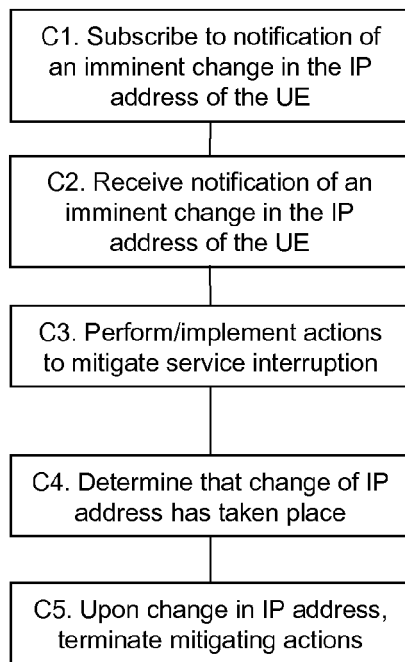 C1. Subscribe to notification of
an imminent change in the IP
address of the UE
C2. Receive notification of an
imminent change in the IP
address of the UE
C3. Perform/implement actions
to mitigate service interruption
C4. Determine that change of IP
address has taken place
C5. Upon change in IP address,
terminate mitigating actions